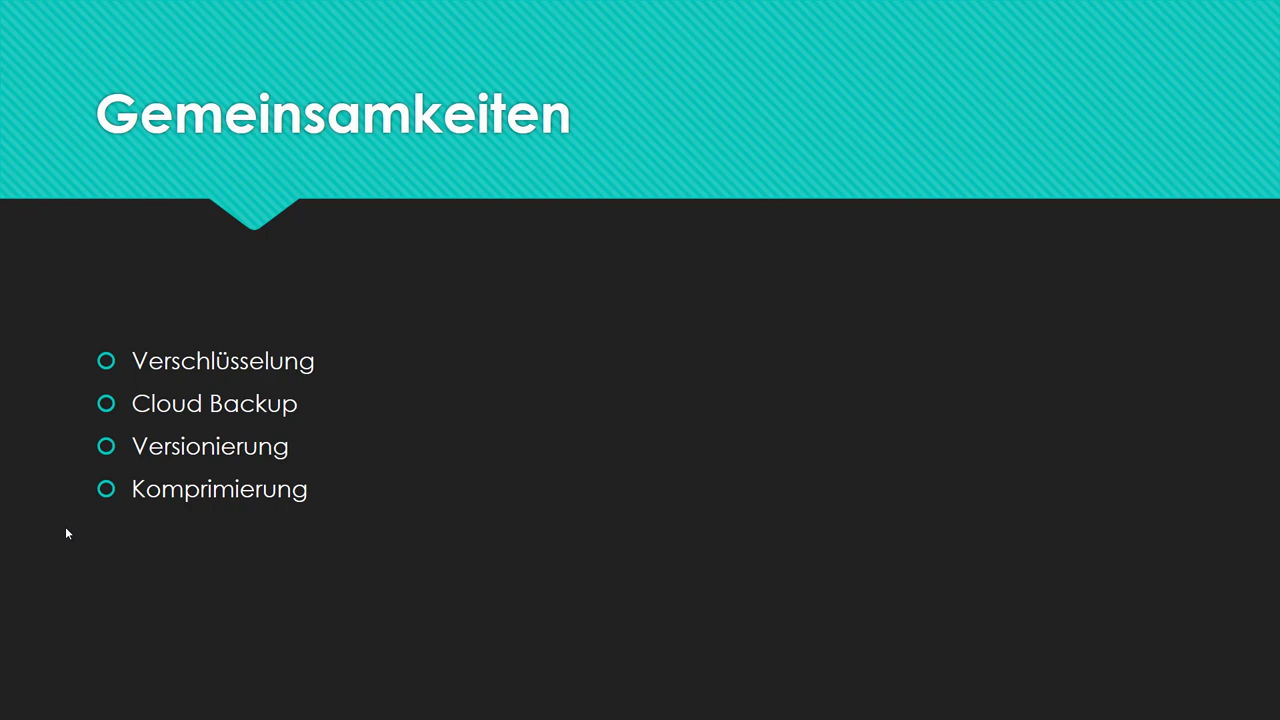 Gemeinsamkeiten
Verschlüsselung
Cloud Backup
Versionierung
Komprimierung